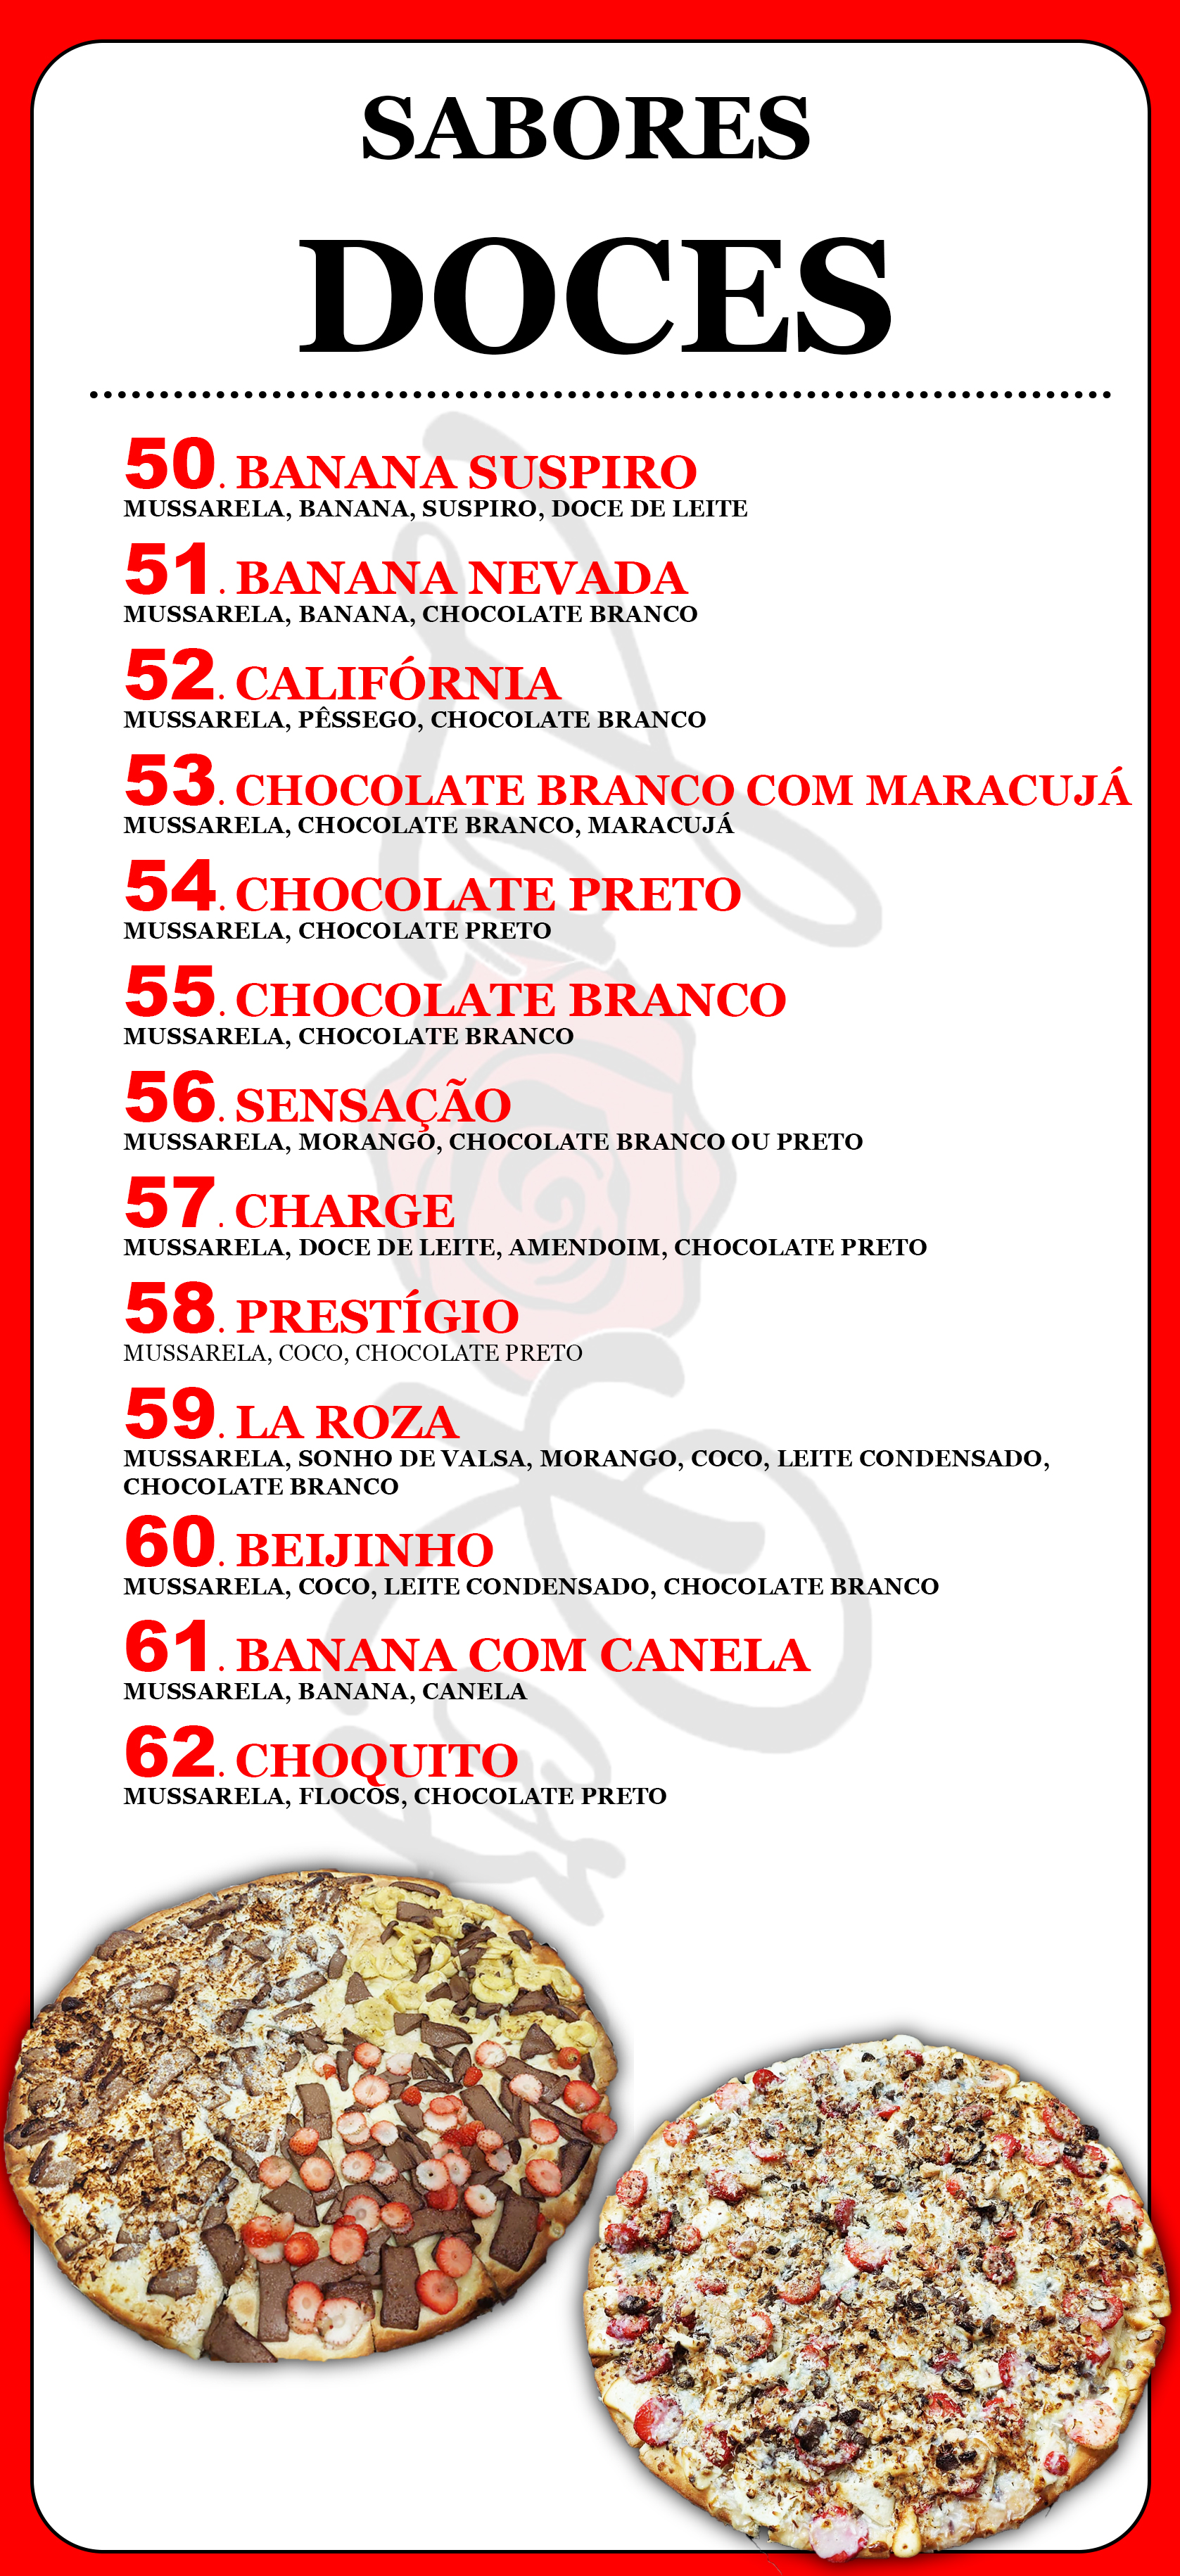 SABORES
DOCES
50. BANANA SUSPIRO
MUSSARELA, BANANA, SUSPIRO, DOCE DE LEITE
51. BANANA NEVADA
MUSSARELA, BANANA, CHOCOLATE BRANCO
52. CALIFÓRNIA
MUSSARELA, PÊSSEGO, CHOCOLATE BRANCO
53. CHOCOLATE BRANCO COM MARACUJÁ
MUSSARELA, CHOCOLATE BRANCO, MARACUJÁ
54. CHOCOLATE PRETO
MUSSARELA, CHOCOLATE PRETO
55. CHOCOLATE BRANCO
MUSSARELA, CHOCOLATE BRANCO
56. SENSAÇÃO
MUSSARELA, MORANGO, CHOCOLATE BRANCO OU PRETO
57. CHARGE
MUSSARELA, DOCE DE LEITE, AMENDOIM, CHOCOLATE PRETO
58. PRESTÍGIO
MUSSARELA, COCO, CHOCOLATE PRETO
59. LA ROZA
MUSSARELA, SONHO DE VALSA, MORANGO, COCO, LEITE CONDENSADO,
CHOCOLATE BRANCO
60. BEIJINHO
MUSSARELA, COCO, LEITE CONDENSADO, CHOCOLATE BRANCO
61. BANANA COM CANELA
MUSSARELA, BANANA, CANELA
62. CHOQUITO
MUSSARELA, FLOCOS, CHOCOLATE PRETO